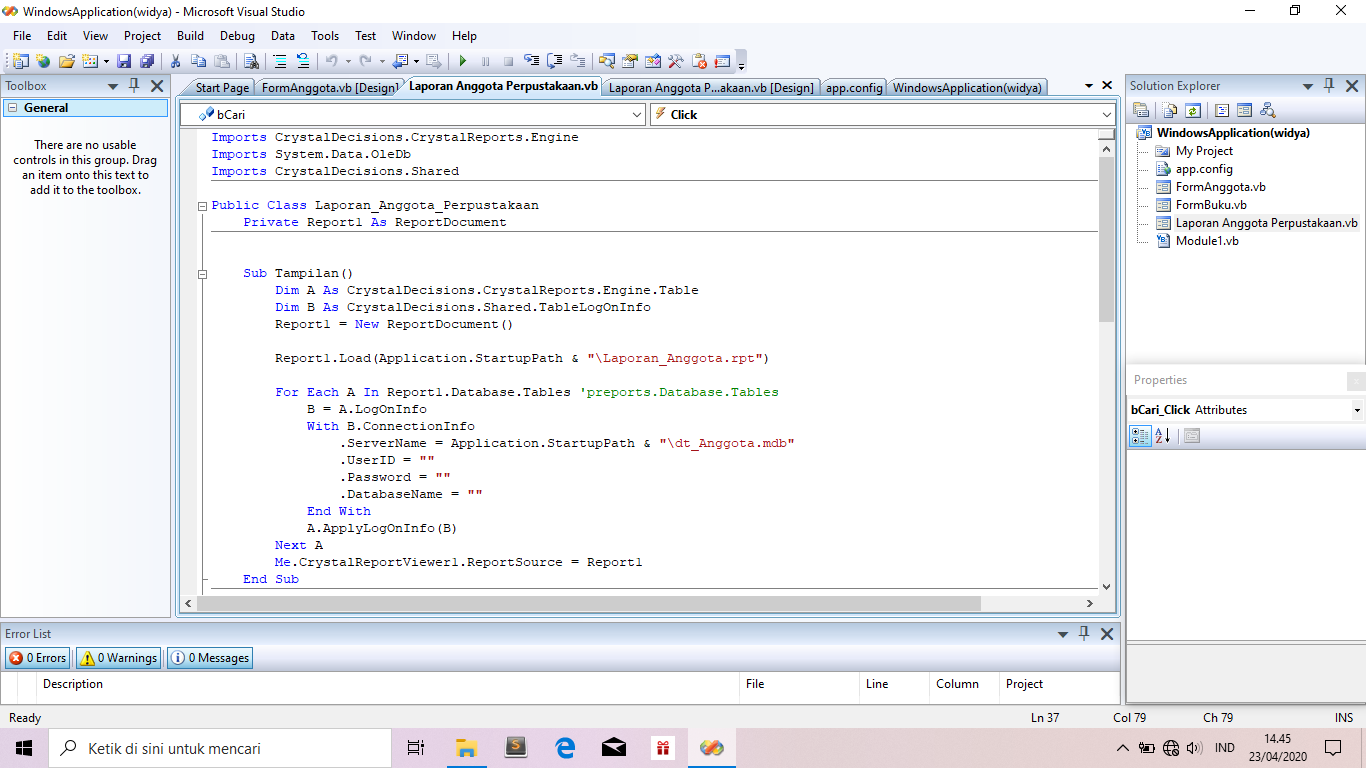 WindowsApplication(widya) - Microsoft Visual Studio
File Edit View Project Build Debug Data Tools Test Window Help
Toolbox
General
There are no usable
controls in this group. Drag
an item onto this text to
add it to the toolbox.
Start Page FormAnggota.vb [Design] Laporan Anggota Perpustakaan.vb Laporan Anggota P...akaan.vb [Design] app.config WindowsApplication(widya)
bCari Click
Imports CrystalDecisions.CrystalReports.Engine
Imports System.Data.OleDb
Imports CrystalDecisions.Shared
Public Class Laporan_Anggota_Perpustakaan
Private Report1 As ReportDocument
Sub Tampilan()
Dim A As CrystalDecisions.CrystalReports.Engine.Table
Dim B As CrystalDecisions.Shared.TableLogOnInfo
Report1 = New ReportDocument()
Report1.Load(Application.StartupPath & "\Laporan_Anggota.rpt")
For Each A In Report1.Database.Tables 'preports.Database.Tables
B = A.LogOnInfo
With B.ConnectionInfo
.ServerName = Application.StartupPath & "\dt_Anggota.mdb"
.UserID = ""
.Password = ""
.DatabaseName = ""
End With
A.ApplyLogOnInfo(B)
Next A
Me.CrystalReportViewer1.ReportSource = Report1
End Sub
Solution Explorer
WindowsApplication(widya)
My Project
app.config
FormAnggota.vb
FormBuku.vb
Laporan Anggota Perpustakaan.vb
Module1.vb
Properties
bCari_Click Attributes
Error List
0 Errors 0 Warnings 0 Messages
Description File Line Column Project
Ready Ln 37 Col 79 Ch 79 INS
Ketik di sini untuk mencari
IND
14.45
23/04/2020